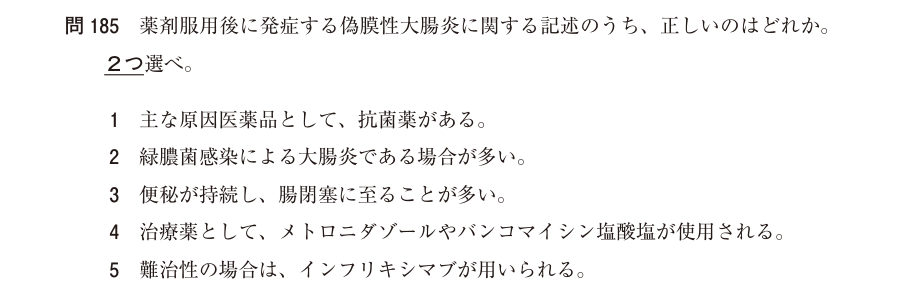 問185 薬剤服用後に発症する偽膜性大腸炎に関する記述のうち、正しいのはどれか。
2つ選べ。
1 主な原因医薬品として、抗菌薬がある。
2 緑膿菌感染による大腸炎である場合が多い。
3 便秘が持続し、腸閉塞に至ることが多い。
4 治療薬として、メトロニダゾールやバンコマイシン塩酸塩が使用される。
5 難治性の場合は、インフリキシマブが用いられる。